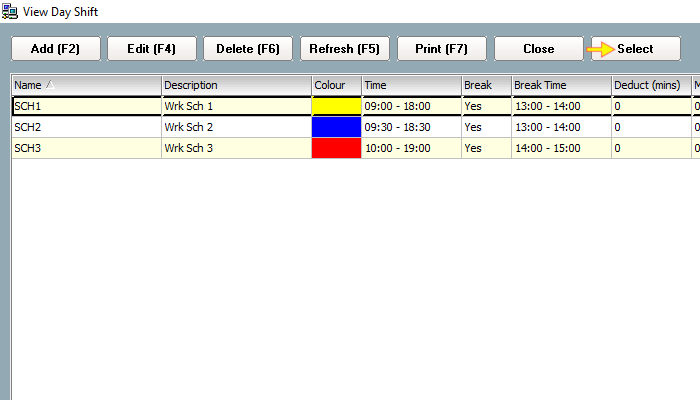 View Day Shift
Add (F2) Edit (F4) Delete (F6) Refresh (F5) Print (F7) Close Select
Name Description Colour Time Break Break Time Deduct (mins) M
SCH1 Wrk Sch 1 09:00 - 18:00 Yes 13:00 - 14:00 0 0
SCH2 Wrk Sch 2 09:30 - 18:30 Yes 13:00 - 14:00 0 0
SCH3 Wrk Sch 3 10:00 - 19:00 Yes 14:00 - 15:00 0 0